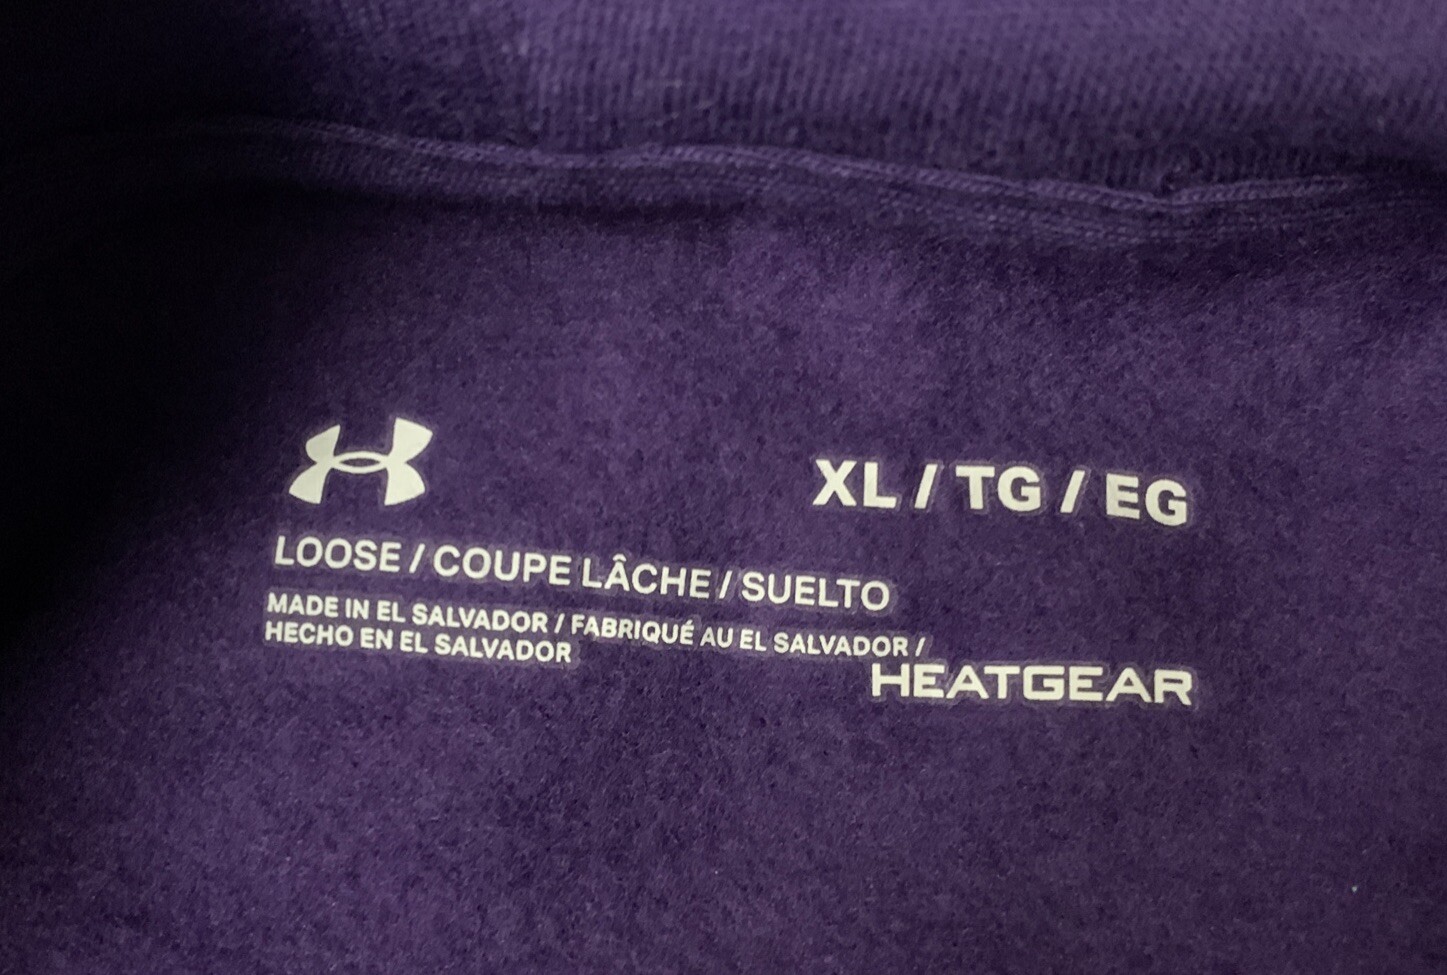 XL / TG / EG
LOOSE / COUPE LÂCHE / SUELTO
MADE IN EL SALVADOR / FABRIQUÉ AU EL SALVADOR /
HECHO EN EL SALVADOR
HEATGEAR